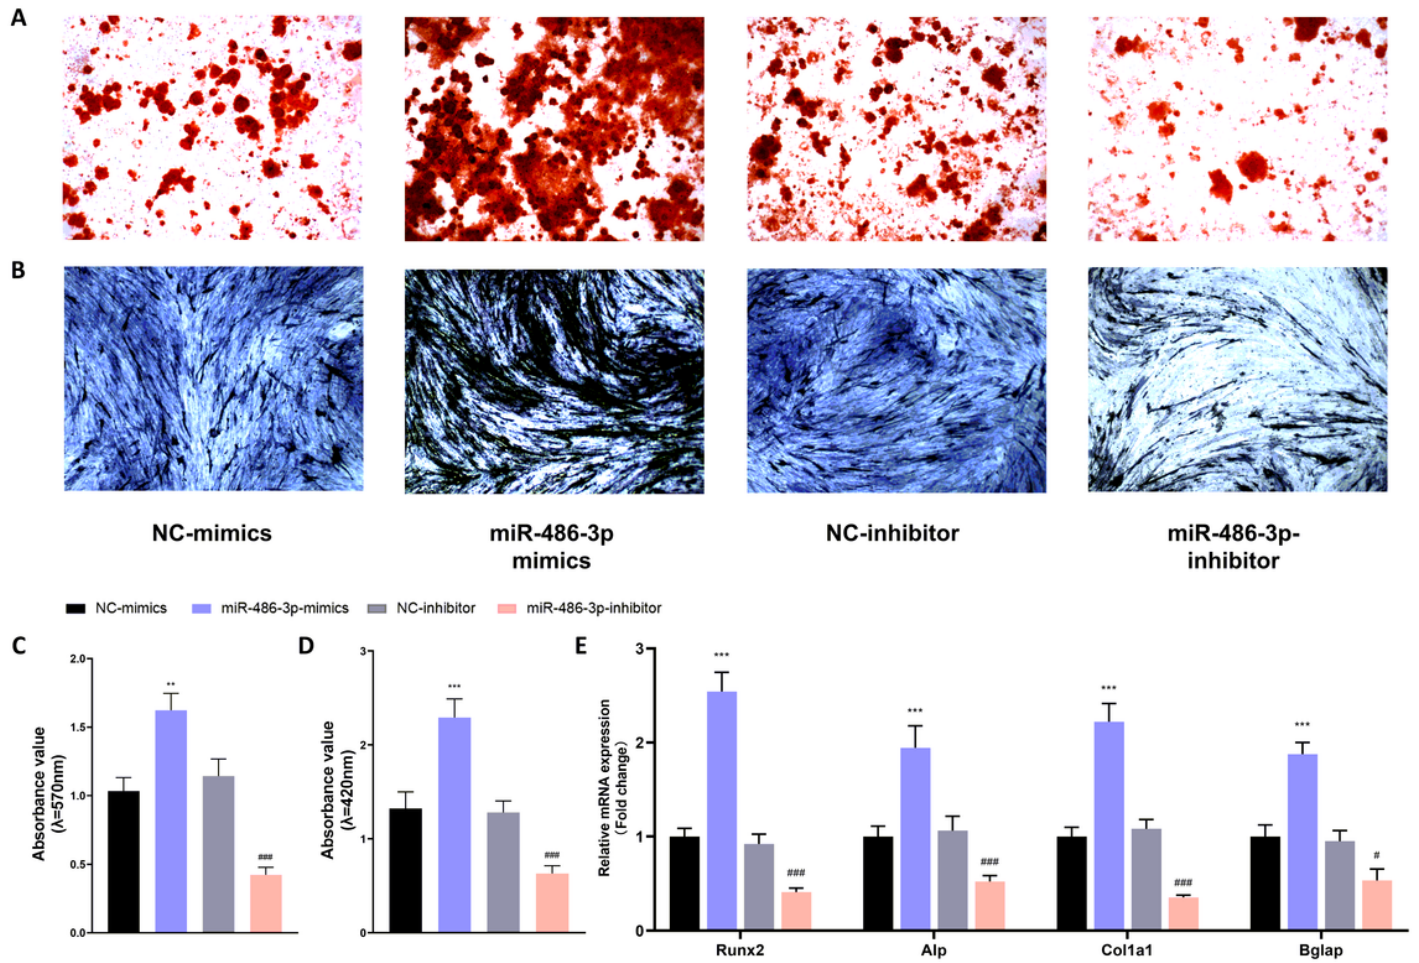 A
B
NC-mimics
miR-486-3p
mimics
NC-inhibitor
miR-486-3p-
inhibitor
NC-mimics miR-486-3p-mimics NC-inhibitor miR-486-3p-inhibitor
C
Absorbance value
(λ=570nm)
2.0
1.5
1.0
0.5
0.0
**
###
D
Absorbance value
(λ=420nm)
3
2
1
0
***
###
E
Relative mRNA expression
(Fold change)
3
2
1
0
***
###
***
###
***
###
***
#
Runx2 Alp Col1a1 Bglap